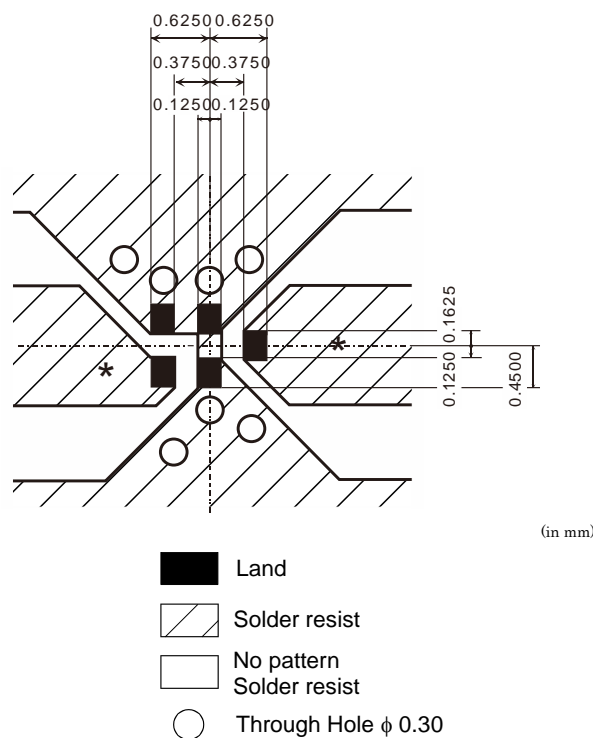 0.6250 0.6250
0.3750 0.3750
0.1250 0.1250
*
*
0.1625
0.1250
0.4500
(in mm)
Land
Solder resist
No pattern
Solder resist
Through Hole ϕ 0.30